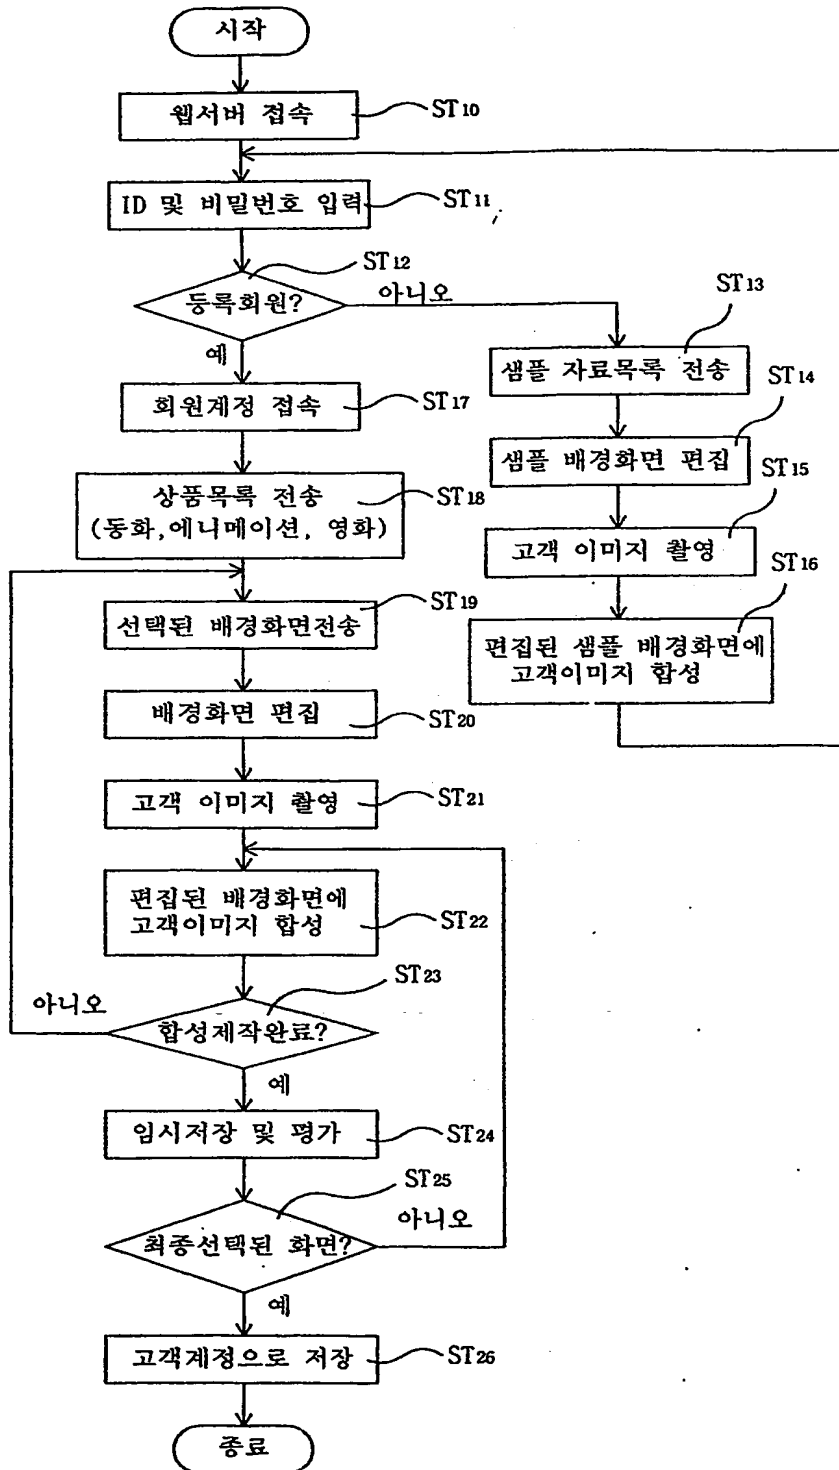 시작
웹서버 접속
ST10
ID 및 비밀번호 입력
ST11
등록회원?
ST12
아니오
예
샘플 자료목록 전송
ST13
샘플 배경화면 편집
ST14
고객 이미지 촬영
ST15
편집된 샘플 배경화면에
고객이미지 합성
ST16
회원계정 접속
ST17
상품목록 전송
(동화,에니메이션, 영화)
ST18
선택된 배경화면전송
ST19
배경화면 편집
ST20
고객 이미지 촬영
ST21
편집된 배경화면에
고객이미지 합성
ST22
합성제작완료?
ST23
아니오
예
임시저장 및 평가
ST24
최종선택된 화면?
ST25
아니오
예
고객계정으로 저장
ST26
종료